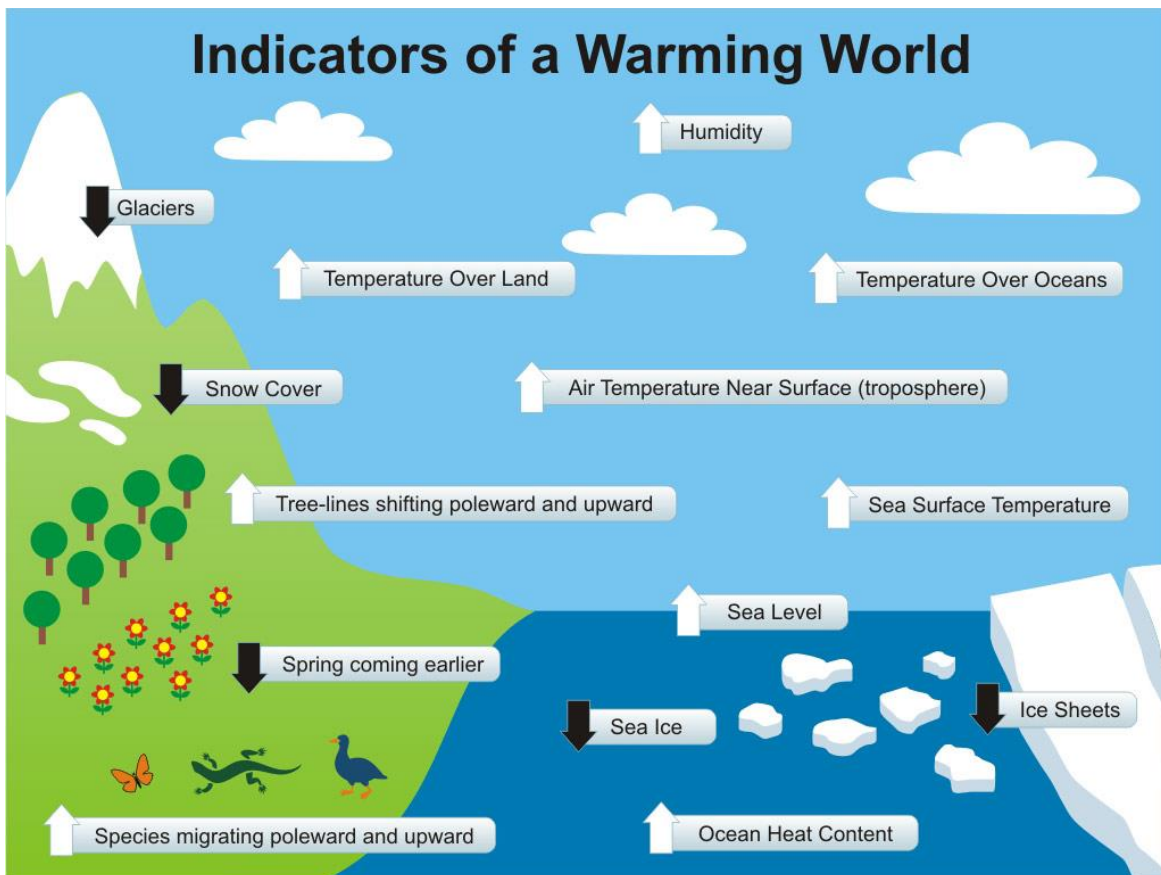 Indicators of a Warming World
Humidity
Glaciers
Temperature Over Land
Temperature Over Oceans
Snow Cover
Air Temperature Near Surface (troposphere)
Tree-lines shifting poleward and upward
Sea Surface Temperature
Sea Level
Spring coming earlier
Sea Ice
Ice Sheets
Species migrating poleward and upward
Ocean Heat Content